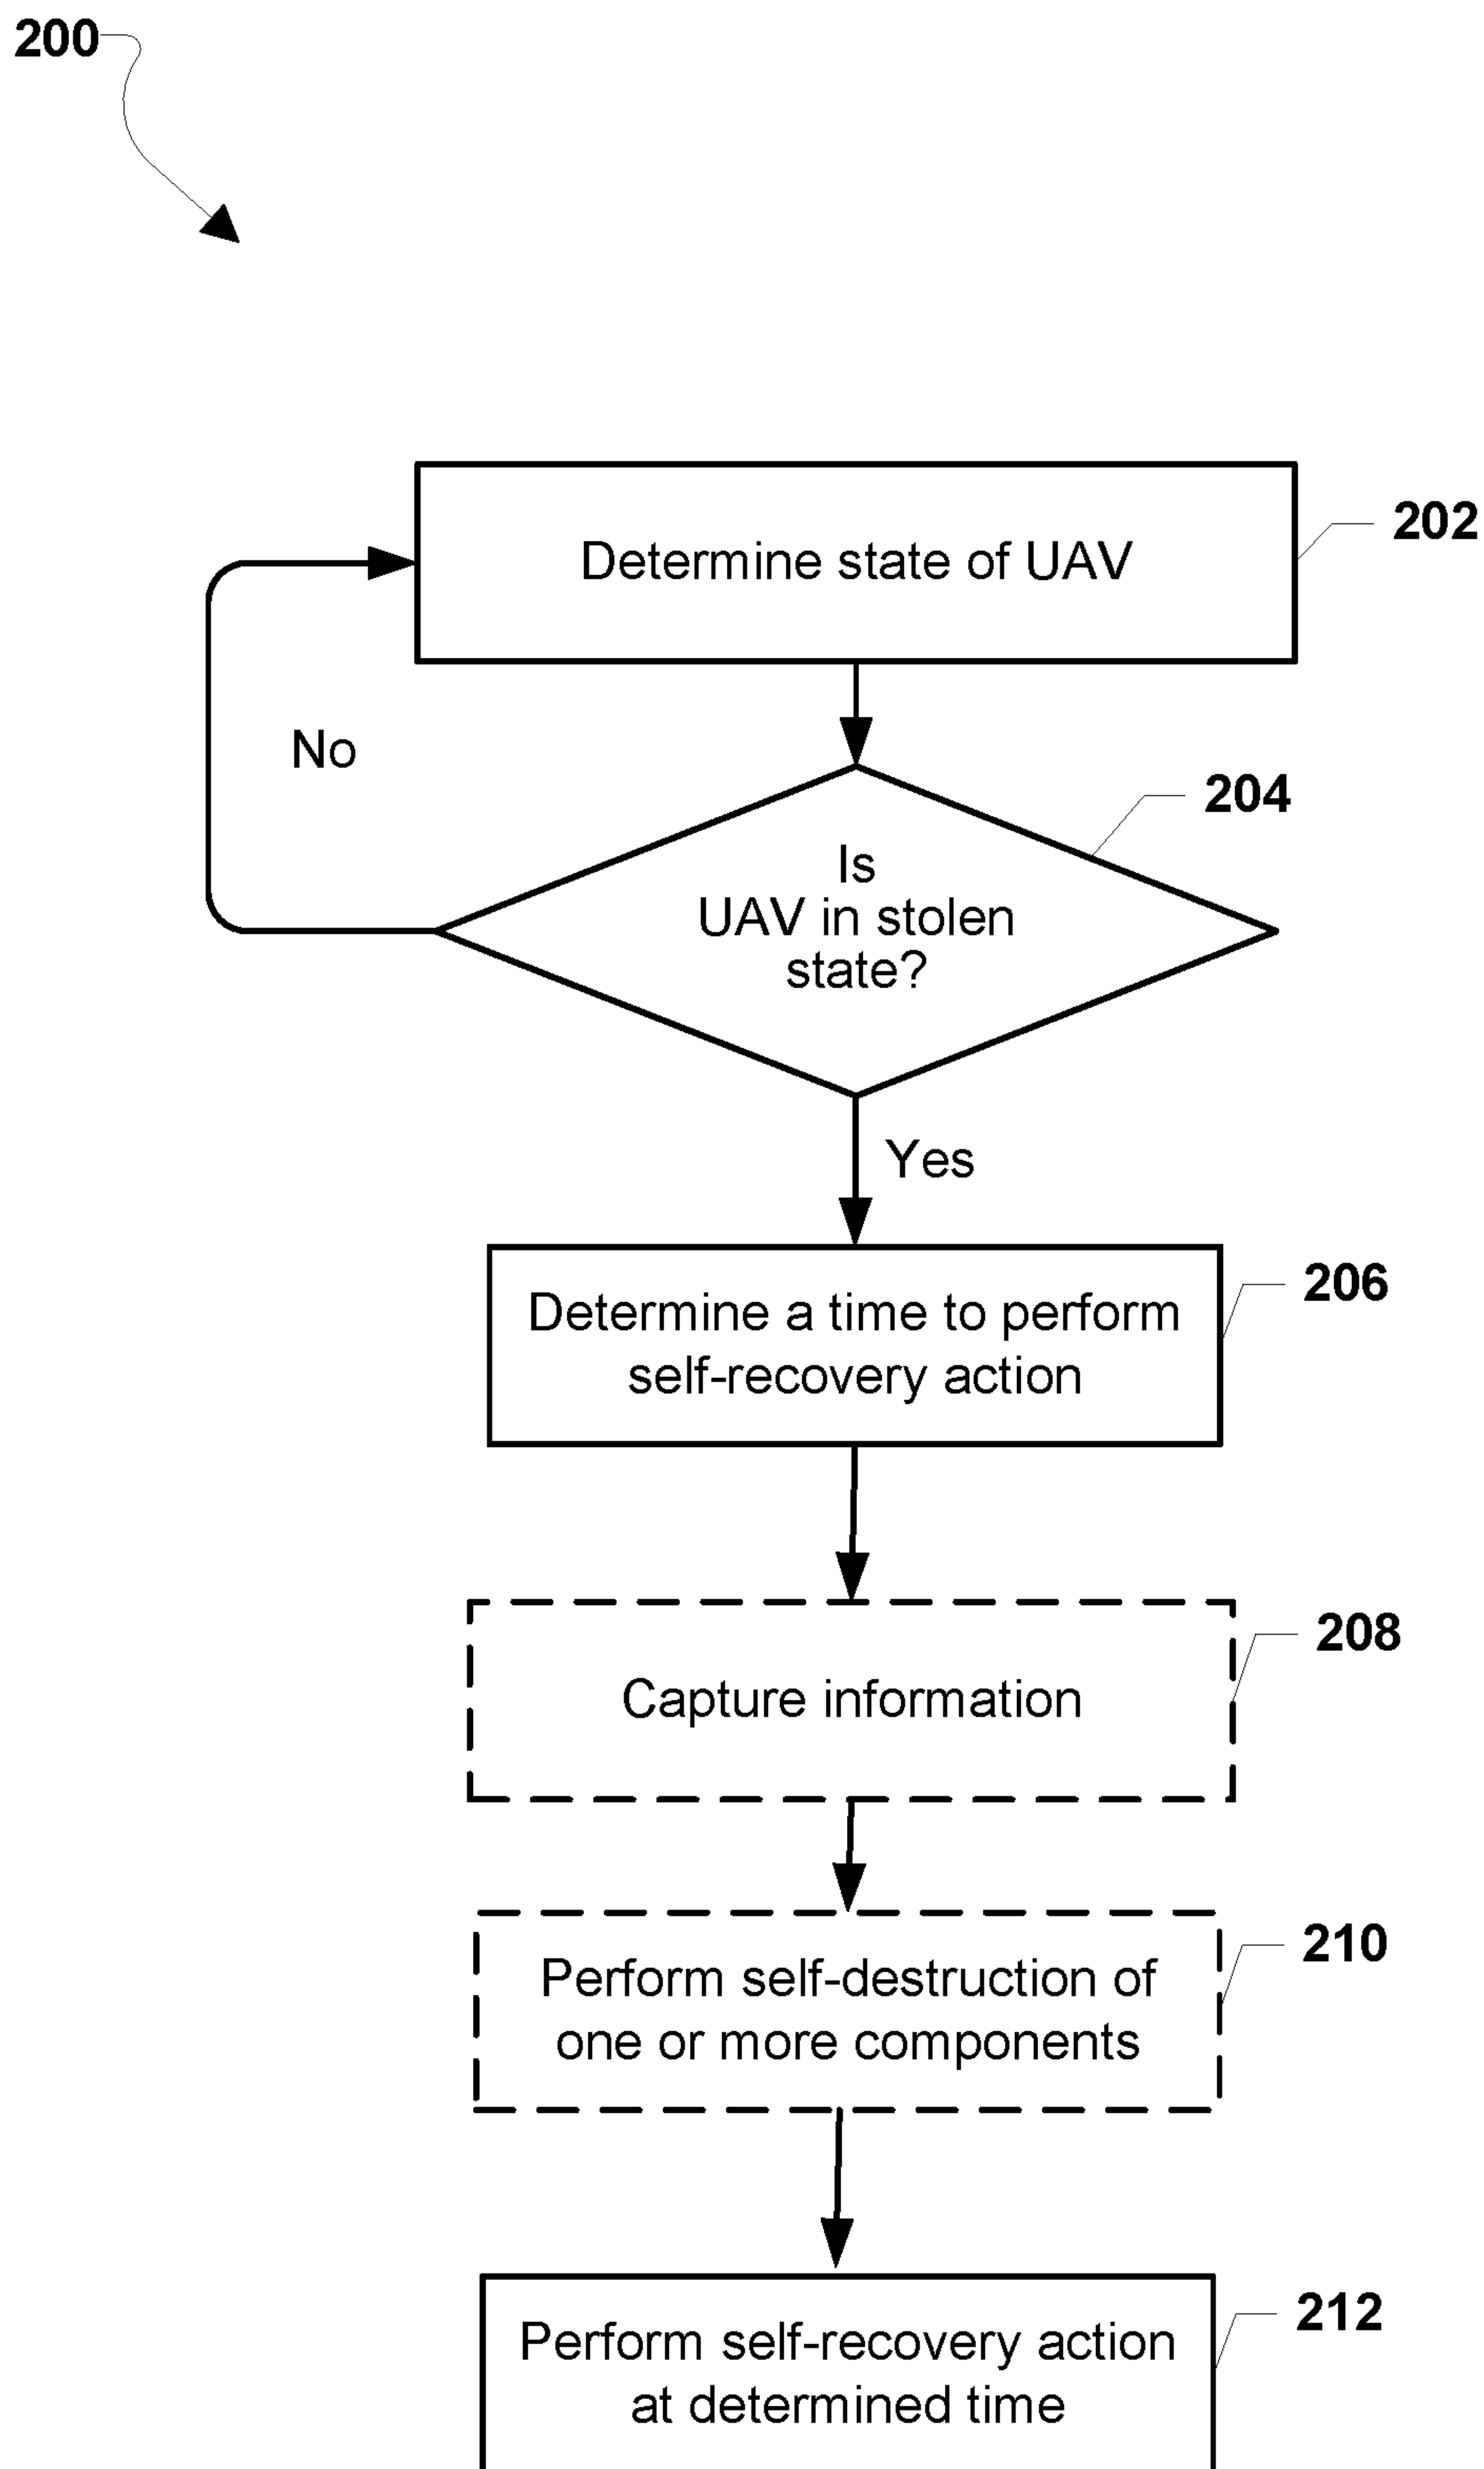 200
Determine state of UAV
202
No
204
Is
UAV in stolen
state?
Yes
206
Determine a time to perform
self-recovery action
208
Capture information
210
Perform self-destruction of
one or more components
212
Perform self-recovery action
at determined time